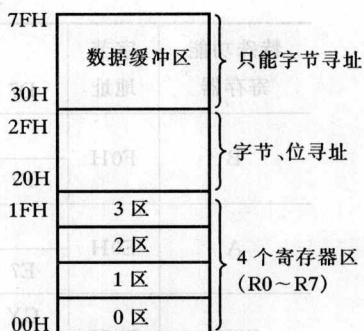 7FH
数据缓冲区
只能字节寻址
30H
2FH
字节、位寻址
20H
1FH
3 区
2 区
4 个寄存器区
1 区
(R0～R7)
00H
0 区